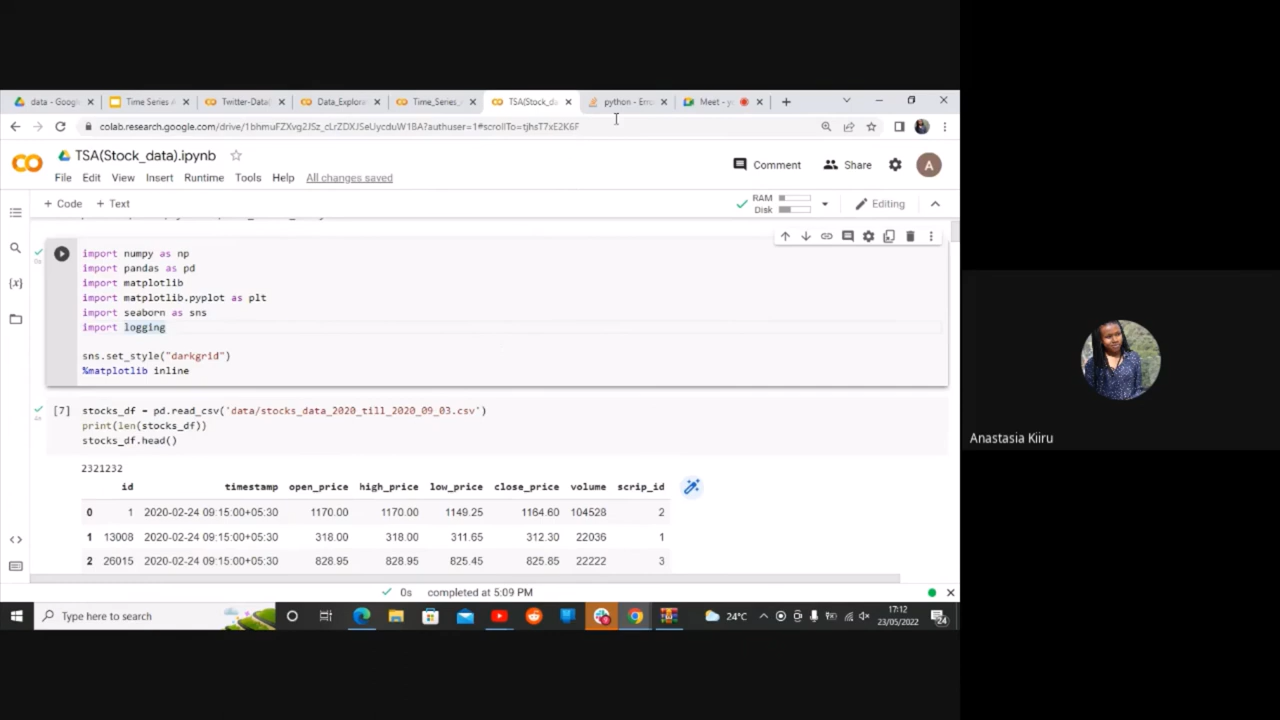 data - Googl
Time Series A
Twitter-Data(
Data_Explora
Time_Series_
TSA(Stock_da
python - Erro
Meet - y
colab.research.google.com/drive/1bhmuFZXvg2JSz_cLrZDXJSeUycduW1BA?authuser=1#scrollTo=tjhsT7xE2K6F
TSA(Stock_data).ipynb
Comment
Share
A
File Edit View Insert Runtime Tools Help All changes saved
+ Code + Text
RAM
Disk
Editing
import numpy as np
import pandas as pd
import matplotlib
import matplotlib.pyplot as plt
import seaborn as sns
import logging
sns.set_style("darkgrid")
%matplotlib inline
[7] stocks_df = pd.read_csv('data/stocks_data_2020_till_2020_09_03.csv')
print(len(stocks_df))
stocks_df.head()
2321232
id timestamp open_price high_price low_price close_price volume scrip_id
0 1 2020-02-24 09:15:00+05:30 1170.00 1170.00 1149.25 1164.60 104528 2
1 13008 2020-02-24 09:15:00+05:30 318.00 318.00 311.65 312.30 22036 1
2 26015 2020-02-24 09:15:00+05:30 828.95 828.95 825.45 825.85 22222 3
0s completed at 5:09 PM
Type here to search
24°C
17:12
23/05/2022
24
Anastasia Kiiru